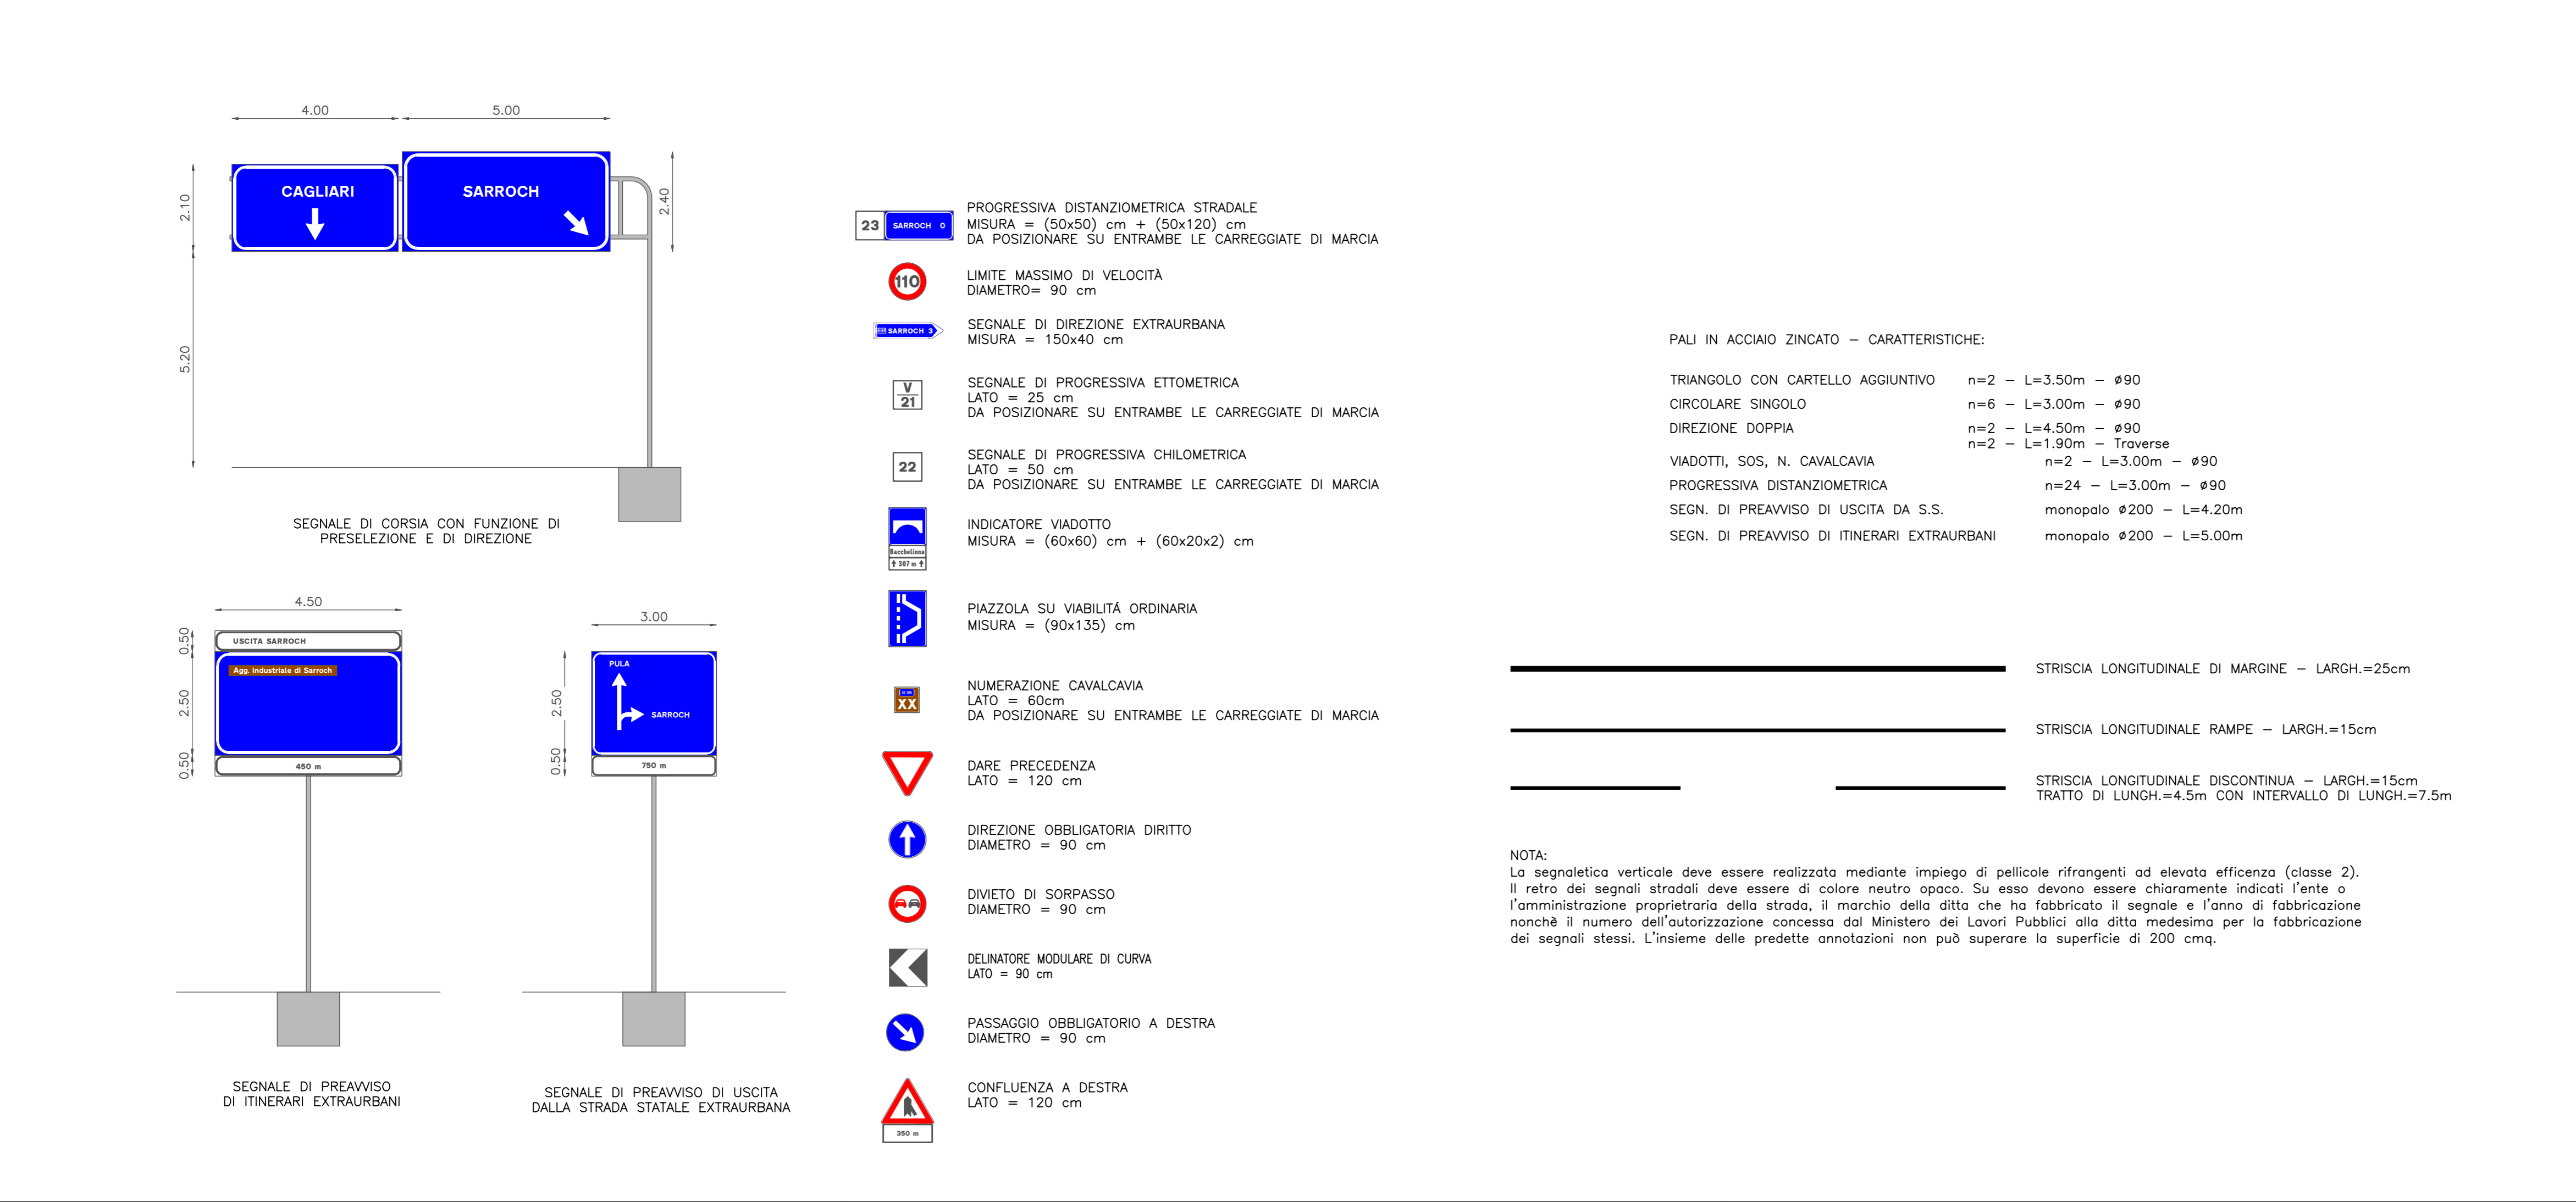 4.00
5.00
2.10
2.40
5.20
CAGLIARI
SARROCH
SEGNALE DI CORSIA CON FUNZIONE DI
PRESELEZIONE E DI DIREZIONE
4.50
0.50
2.50
0.50
USCITA SARROCH
Agg. Industriale di Sarroch
450 m
SEGNALE DI PREAVVISO
DI ITINERARI EXTRAURBANI
3.00
2.50
0.50
PULA
SARROCH
750 m
SEGNALE DI PREAVVISO DI USCITA
DALLA STRADA STATALE EXTRAURBANA
23 SARROCH 0
PROGRESSIVA DISTANZIOMETRICA STRADALE
MISURA = (50x50) cm + (50x120) cm
DA POSIZIONARE SU ENTRAMBE LE CARREGGIATE DI MARCIA
110
LIMITE MASSIMO DI VELOCITÀ
DIAMETRO= 90 cm
SARROCH 3
SEGNALE DI DIREZIONE EXTRAURBANA
MISURA = 150x40 cm
V
21
SEGNALE DI PROGRESSIVA ETTOMETRICA
LATO = 25 cm
DA POSIZIONARE SU ENTRAMBE LE CARREGGIATE DI MARCIA
22
SEGNALE DI PROGRESSIVA CHILOMETRICA
LATO = 50 cm
DA POSIZIONARE SU ENTRAMBE LE CARREGGIATE DI MARCIA
Bacchelinna
307 m
INDICATORE VIADOTTO
MISURA = (60x60) cm + (60x20x2) cm
PIAZZOLA SU VIABILITÁ ORDINARIA
MISURA = (90x135) cm
XX
NUMERAZIONE CAVALCAVIA
LATO = 60cm
DA POSIZIONARE SU ENTRAMBE LE CARREGGIATE DI MARCIA
DARE PRECEDENZA
LATO = 120 cm
DIREZIONE OBBLIGATORIA DIRITTO
DIAMETRO = 90 cm
DIVIETO DI SORPASSO
DIAMETRO = 90 cm
DELINATORE MODULARE DI CURVA
LATO = 90 cm
PASSAGGIO OBBLIGATORIO A DESTRA
DIAMETRO = 90 cm
350 m
CONFLUENZA A DESTRA
LATO = 120 cm
PALI IN ACCIAIO ZINCATO – CARATTERISTICHE:
TRIANGOLO CON CARTELLO AGGIUNTIVO n=2 – L=3.50m – ø90
CIRCOLARE SINGOLO n=6 – L=3.00m – ø90
DIREZIONE DOPPIA n=2 – L=4.50m – ø90
n=2 – L=1.90m – Traverse
VIADOTTI, SOS, N. CAVALCAVIA n=2 – L=3.00m – ø90
PROGRESSIVA DISTANZIOMETRICA n=24 – L=3.00m – ø90
SEGN. DI PREAVVISO DI USCITA DA S.S. monopalo ø200 – L=4.20m
SEGN. DI PREAVVISO DI ITINERARI EXTRAURBANI monopalo ø200 – L=5.00m
STRISCIA LONGITUDINALE DI MARGINE – LARGH.=25cm
STRISCIA LONGITUDINALE RAMPE – LARGH.=15cm
STRISCIA LONGITUDINALE DISCONTINUA – LARGH.=15cm
TRATTO DI LUNGH.=4.5m CON INTERVALLO DI LUNGH.=7.5m
NOTA:
La segnaletica verticale deve essere realizzata mediante impiego di pellicole rifrangenti ad elevata efficenza (classe 2).
Il retro dei segnali stradali deve essere di colore neutro opaco. Su esso devono essere chiaramente indicati l'ente o
l'amministrazione proprietraria della strada, il marchio della ditta che ha fabbricato il segnale e l'anno di fabbricazione
nonchè il numero dell'autorizzazione concessa dal Ministero dei Lavori Pubblici alla ditta medesima per la fabbricazione
dei segnali stessi. L'insieme delle predette annotazioni non può superare la superficie di 200 cmq.